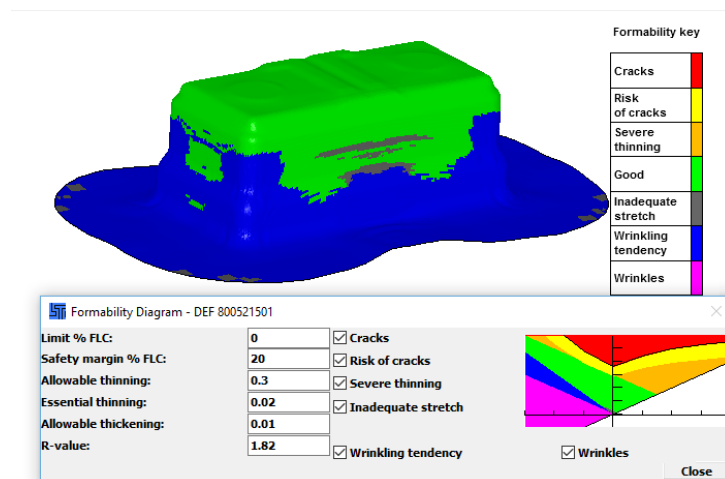 Formability key
Cracks
Risk
of cracks
Severe
thinning
Good
Inadequate
stretch
Wrinkling
tendency
Wrinkles
Formability Diagram - DEF 800521501
Limit % FLC: 0 Cracks
Safety margin % FLC: 20 Risk of cracks
Allowable thinning: 0.3 Severe thinning
Essential thinning: 0.02 Inadequate stretch
Allowable thickening: 0.01
R-value: 1.82 Wrinkling tendency Wrinkles
Close